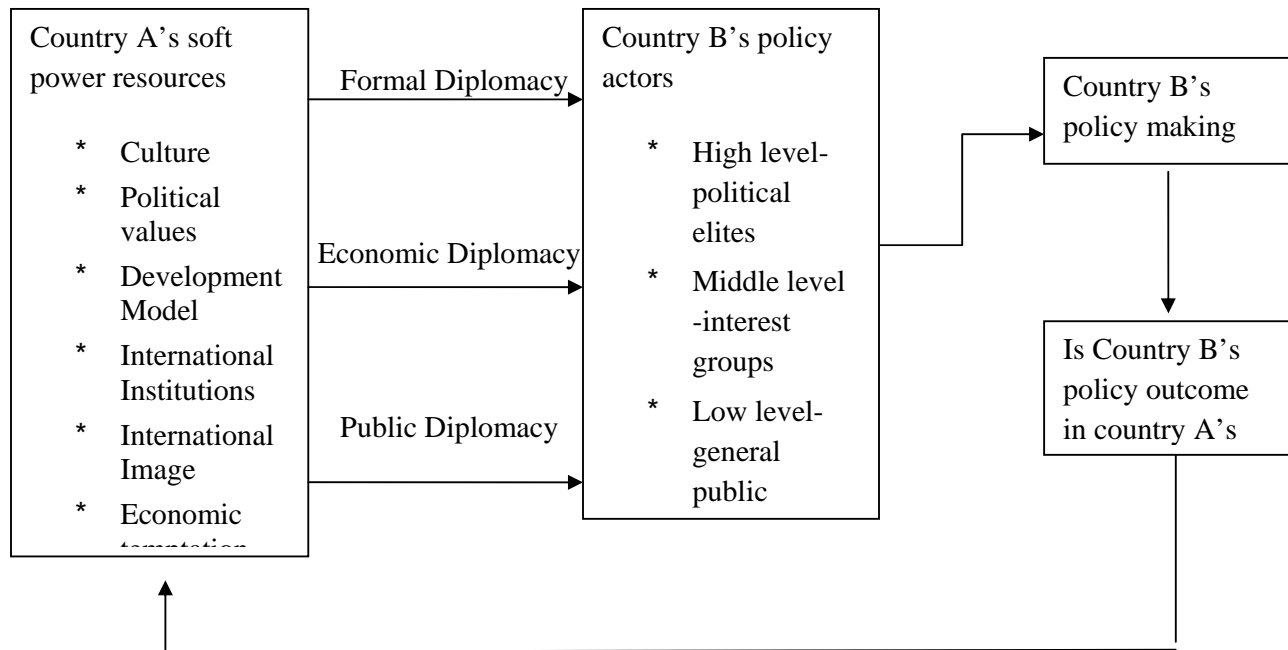 Country A’s soft
power resources
* Culture
* Political
values
* Development
Model
* International
Institutions
* International
Image
* Economic
Formal Diplomacy
Economic Diplomacy
Public Diplomacy
Country B’s policy
actors
* High level-
political
elites
* Middle level
-interest
groups
* Low level-
general
public
Country B’s
policy making
Is Country B’s
policy outcome
in country A’s